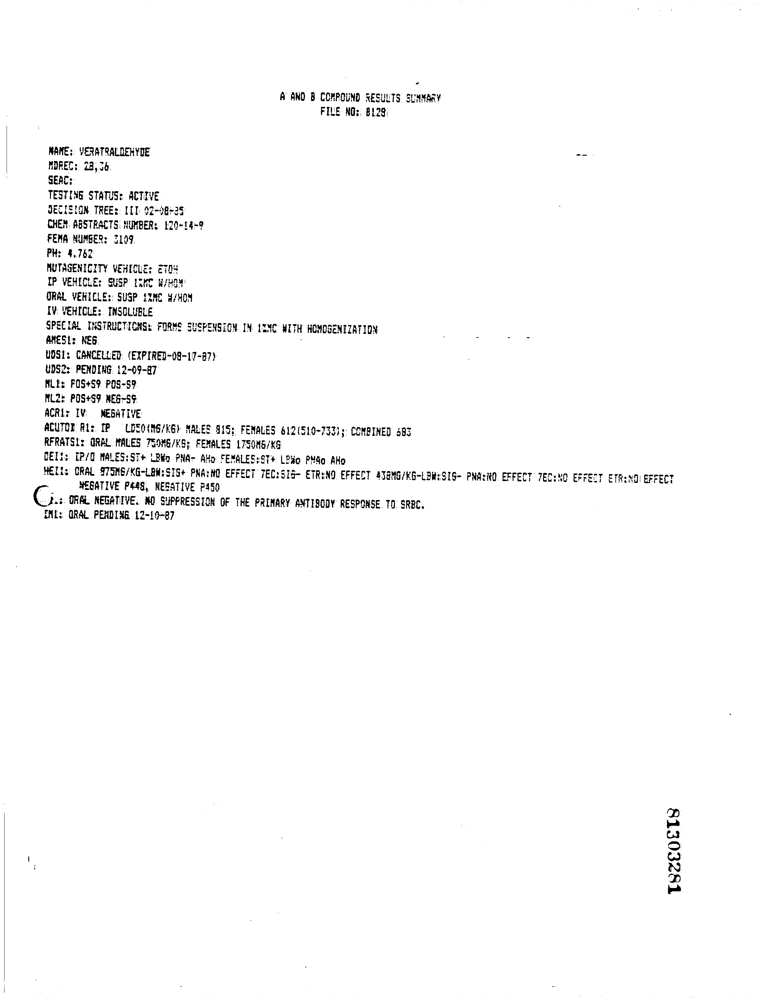 A AND B COMPOUND RESULTS SUMMARY
FILE NO: B128
NAME: VERATRALDEHYDE
MDREC: 28,36
SEAC:
TESTING STATUS: ACTIVE
DECISION TREE: III 02-08-85
CHEM ABSTRACTS NUMBER: 120-14-9
FEMA NUMBER: 3109
PH: 4.762
MUTAGENICITY VEHICLE: ETOH
IP VEHICLE: SUSP 1%MC W/HOM
ORAL VEHICLE: SUSP 1%MC W/HOM
IV VEHICLE: INSOLUBLE
SPECIAL INSTRUCTIONS: FORMS SUSPENSION IN 1%MC WITH HOMOGENIZATION
AMES1: NEG
UDS1: CANCELLED (EXPIRED-08-17-87)
UDS2: PENDING 12-09-87
ML1: POS+S9 POS-S9
ML2: POS+S9 NEG-S9
ACR1: IV NEGATIVE
ACUTOX R1: IP LD50(MG/KG) MALES 815; FEMALES 612(510-733); COMBINED 683
RFRATS1: ORAL MALES 750MG/KG; FEMALES 1750MG/KG
DEI1: IP/O MALES:ST+ LBWo PNA- AHo FEMALES:ST+ LBWo PNAo AHo
HEI1: ORAL 875MG/KG-LBW:SIG+ PNA:NO EFFECT 7EC:SIG- ETR:NO EFFECT 438MG/KG-LBW:SIG- PNA:NO EFFECT 7EC:NO EFFECT ETR:NO EFFECT
NEGATIVE P448, NEGATIVE P450
ORAL NEGATIVE. NO SUPPRESSION OF THE PRIMARY ANTIBODY RESPONSE TO SRBC.
IM1: ORAL PENDING 12-10-87
81303281